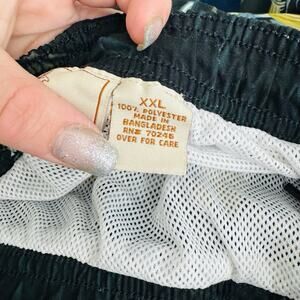 XXL
100% POLYESTER
MADE IN
BANGLADESH
RN# 70245
OVER FOR CARE